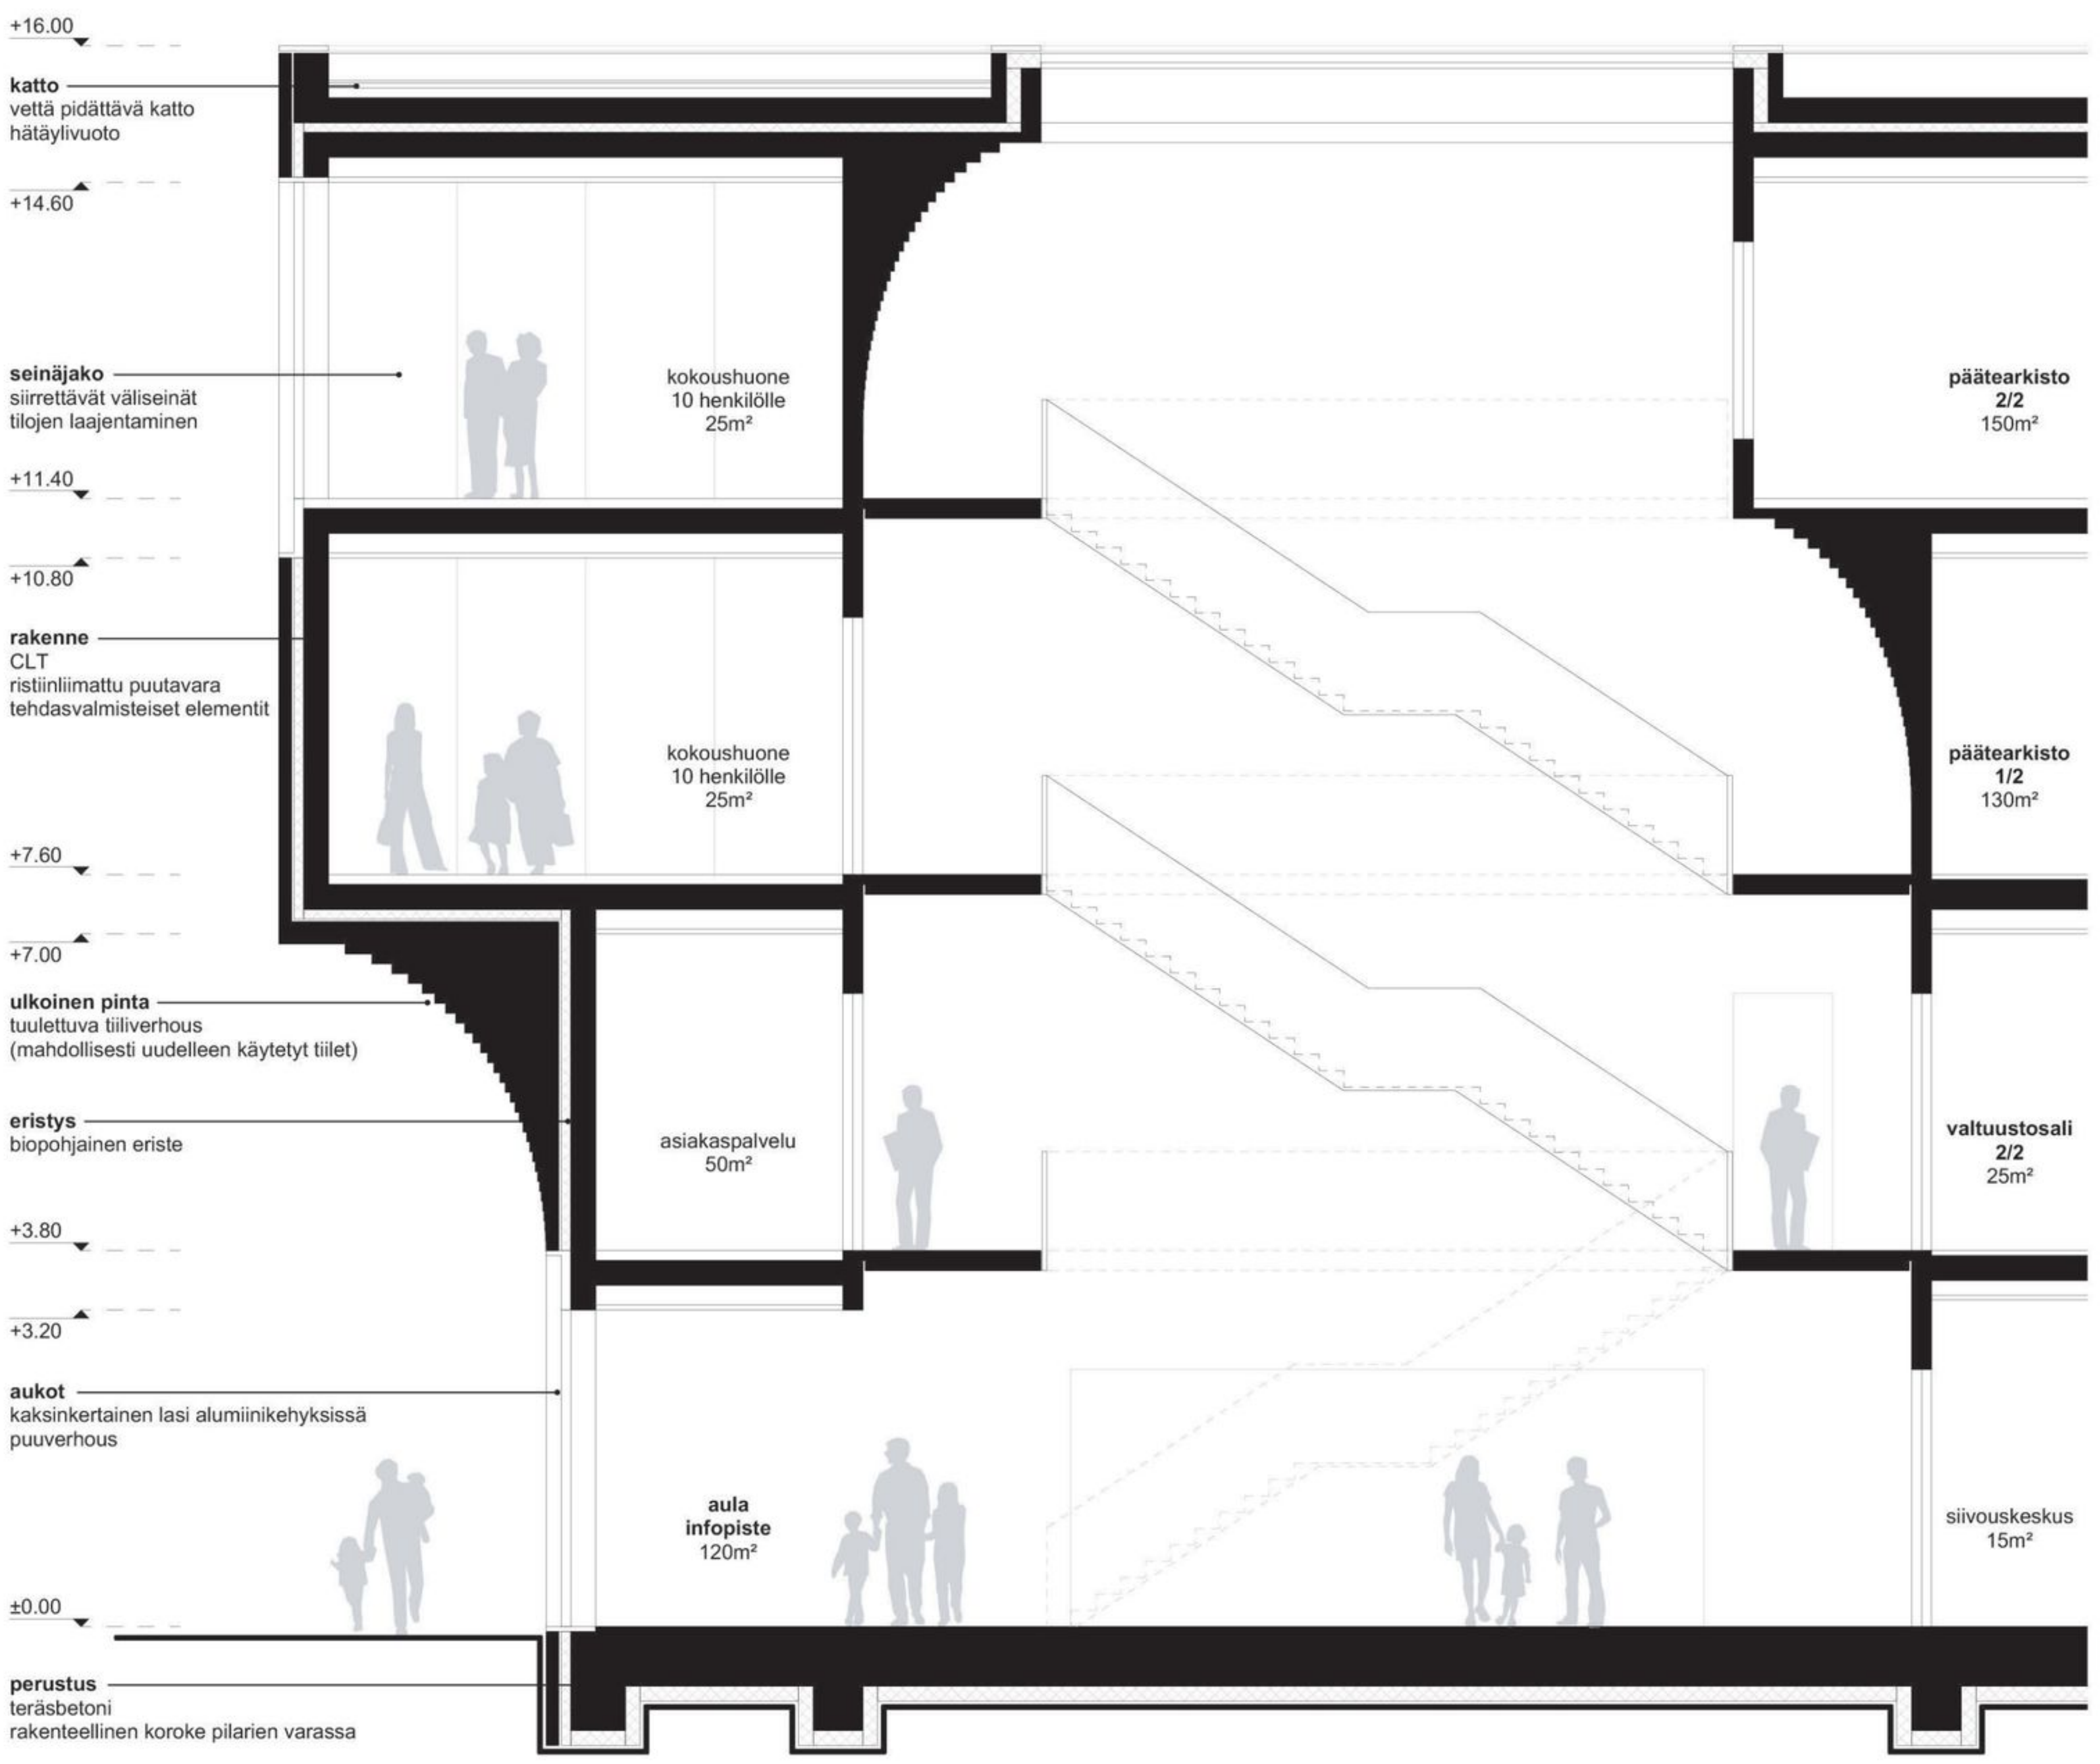 +16.00
katto
vettä pidättävä katto
hätäylivuoto
+14.60
seinäjako
siirrettävät väliseinät
tilojen laajentaminen
+11.40
+10.80
rakenne
CLT
ristiinliimattu puutavara
tehdasvalmisteiset elementit
+7.60
+7.00
ulkoinen pinta
tuulettuva tiiliverhous
(mahdollisesti uudelleen käytetyt tiilet)
eristys
biopohjainen eriste
+3.80
+3.20
aukot
kaksinkertainen lasi alumiinikehyksissä
puuverhous
±0.00
perustus
teräsbetoni
rakenteellinen koroke pilarien varassa
kokoushuone
10 henkilölle
25m²
kokoushuone
10 henkilölle
25m²
asiakaspalvelu
50m²
aula
infopiste
120m²
päätearkisto
2/2
150m²
päätearkisto
1/2
130m²
valtuustosali
2/2
25m²
siivouskeskus
15m²